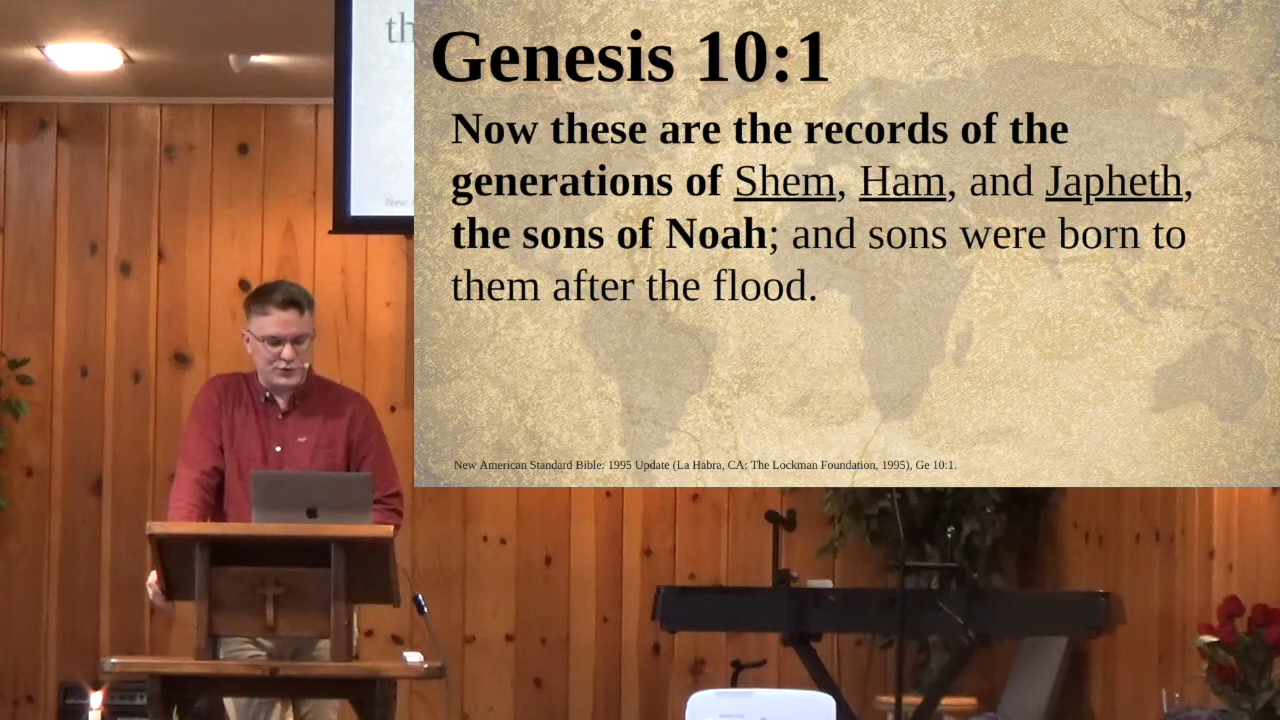 th
Genesis 10:1
Now these are the records of the
generations of Shem, Ham, and Japheth,
the sons of Noah; and sons were born to
them after the flood.
New
New American Standard Bible: 1995 Update (La Habra, CA: The Lockman Foundation, 1995), Ge 10:1.